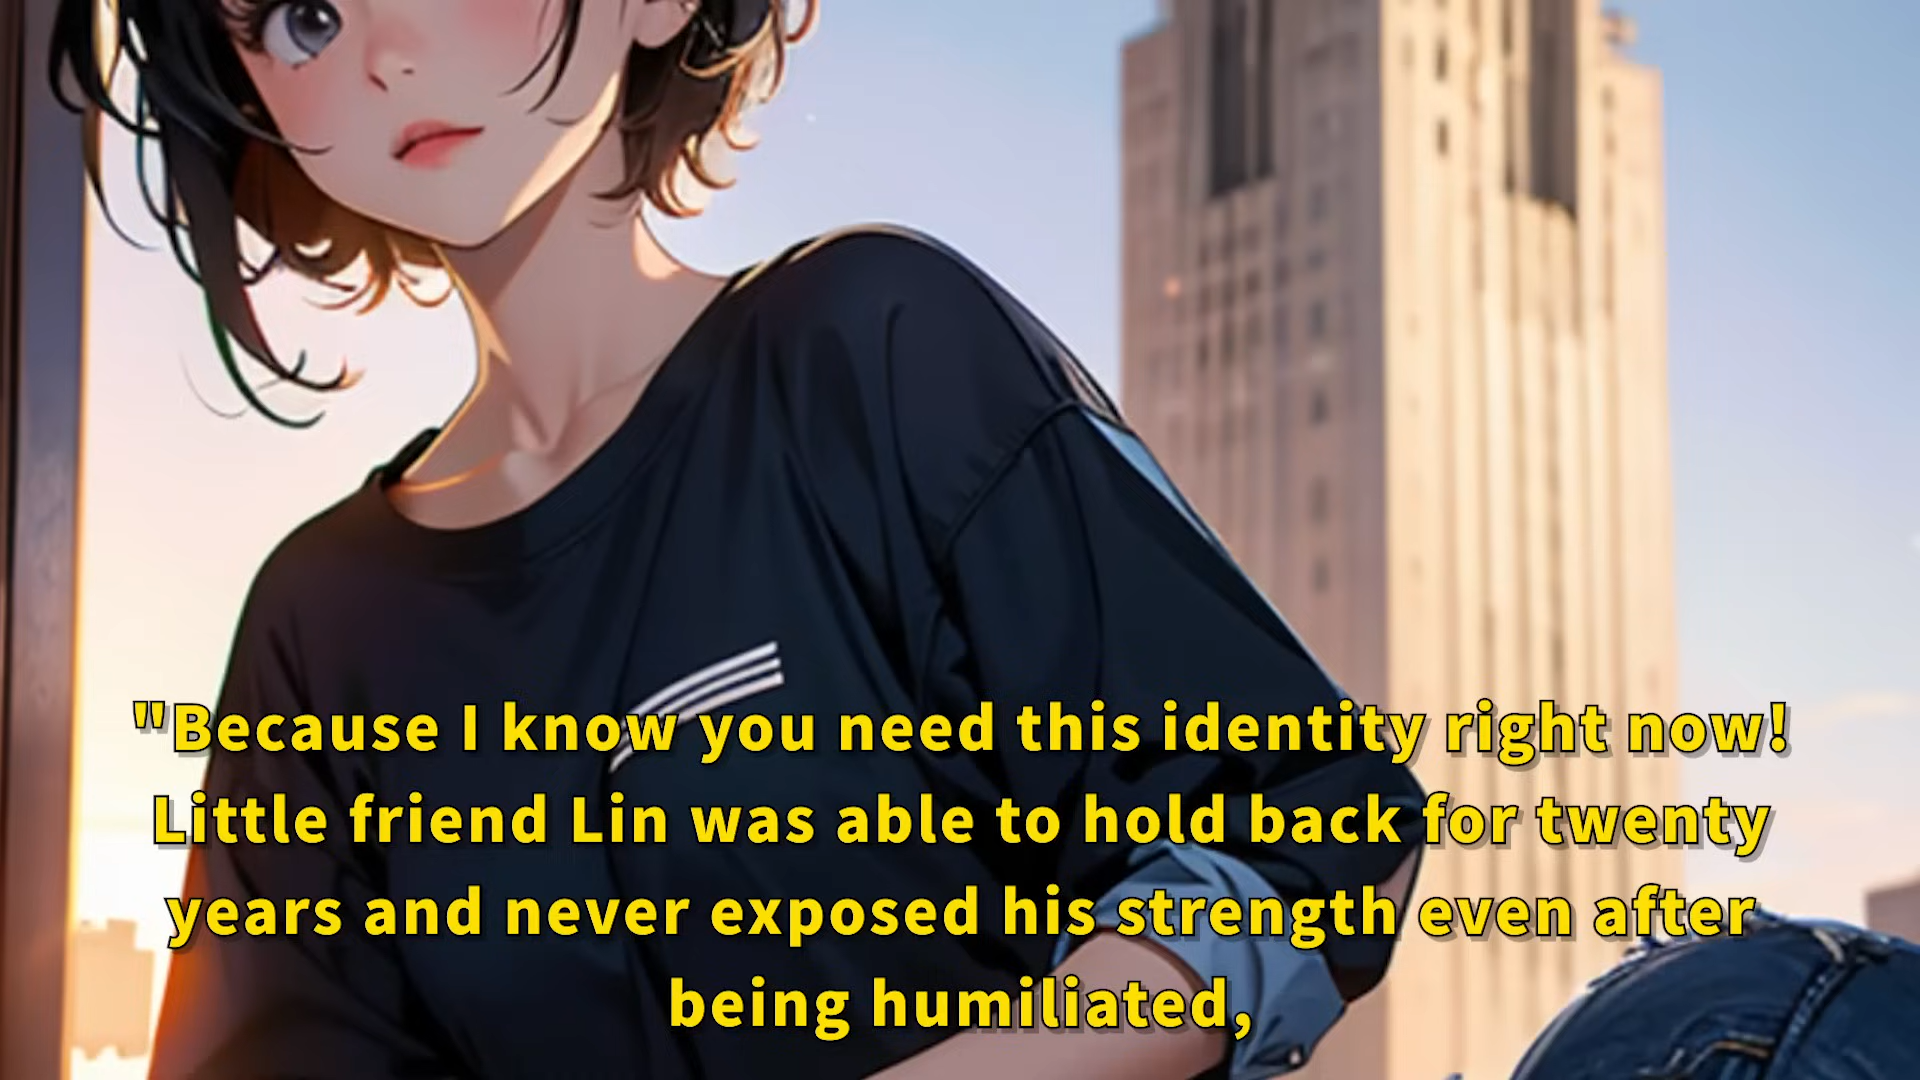 "Because I know you need this identity right now!
Little friend Lin was able to hold back for twenty
years and never exposed his strength even after
being humiliated,